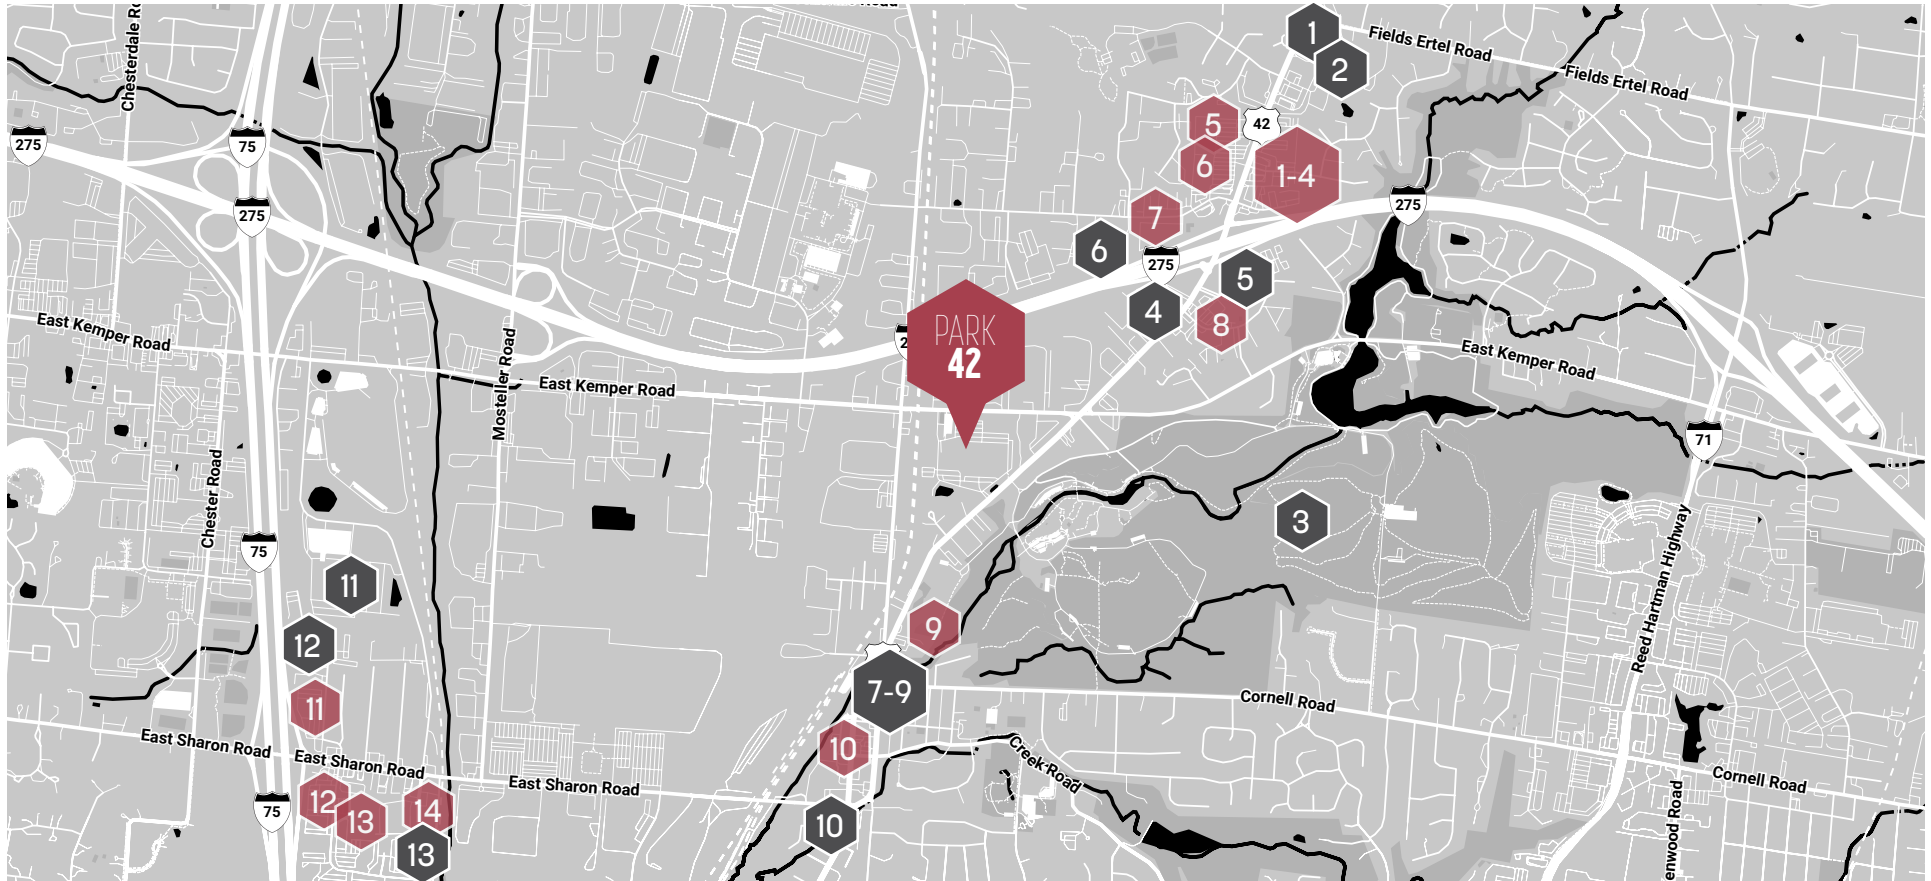 Chesterdale Ro
1
2
Fields Ertel Road
Fields Ertel Road
42
5
6
1-4
275
75
275
275
7
6
275
5
4
8
PARK
42
2
East Kemper Road
East Kemper Road
East Kemper Road
Mosteller Road
Chester Road
71
3
75
11
12
11
9
7-9
10
10
Reed Hartman Highway
Cornell Road
Cornell Road
Creek Road
East Sharon Road
East Sharon Road
East Sharon Road
75
12
13
14
13
enwood Road